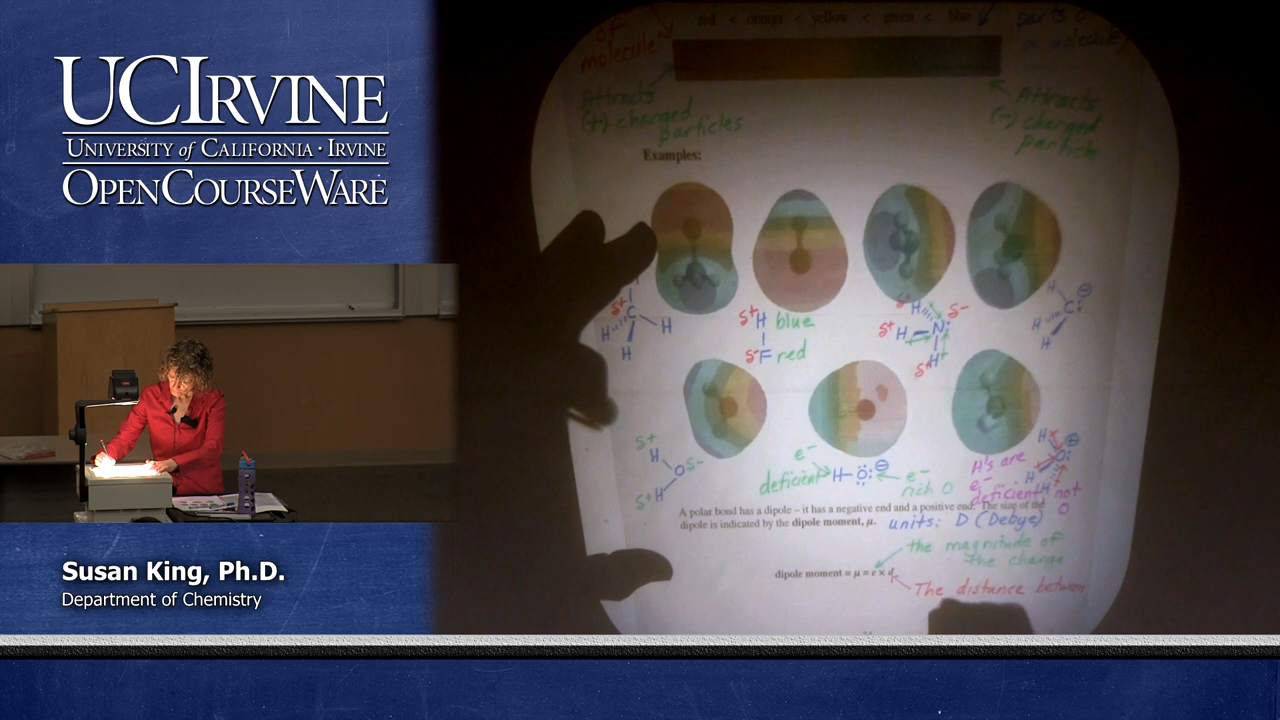 UCIRVINE
UNIVERSITY of CALIFORNIA · IRVINE
OPENCOURSEWARE
Susan King, Ph.D.
Department of Chemistry
red < orange < yellow < green < blue
of
molecule
Attracts
(+) charged
particles
Attracts
(-) charged
particle
Examples:
δ+
C
H
H
H
δ+ H blue
δ- F red
δ+ H
δ-
δ+ H N:
H
δ+
H
C:
⊖
H
H
δ+
H
O δ-
δ+ H
e-
deficient
H-Ö:
⊖
e-
rich O
H
O:
⊕
H
H
H's are
e-
deficient not
O
A polar bond has a dipole – it has a negative end and a positive end. The size of the
dipole is indicated by the dipole moment, μ. units: D (Debye)
the magnitude of
the charge
dipole moment = μ = e × d
The distance between